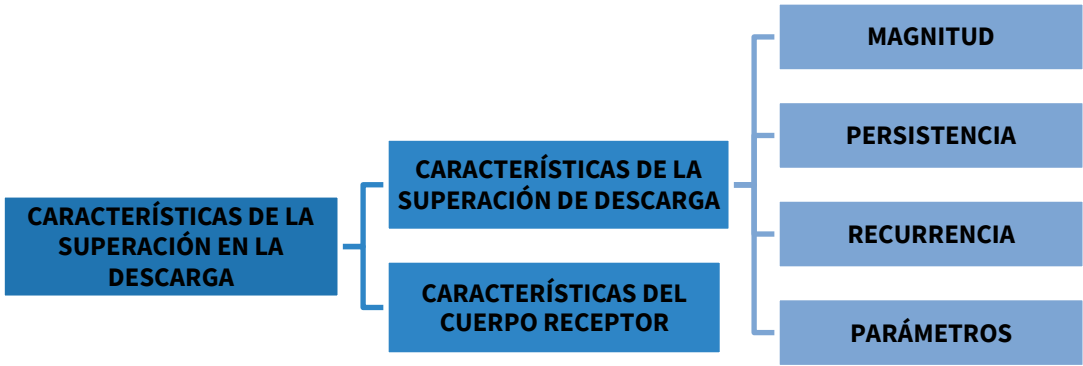 CARACTERÍSTICAS DE LA
SUPERACIÓN EN LA
DESCARGA
CARACTERÍSTICAS DE LA
SUPERACIÓN DE DESCARGA
CARACTERÍSTICAS DEL
CUERPO RECEPTOR
MAGNITUD
PERSISTENCIA
RECURRENCIA
PARÁMETROS